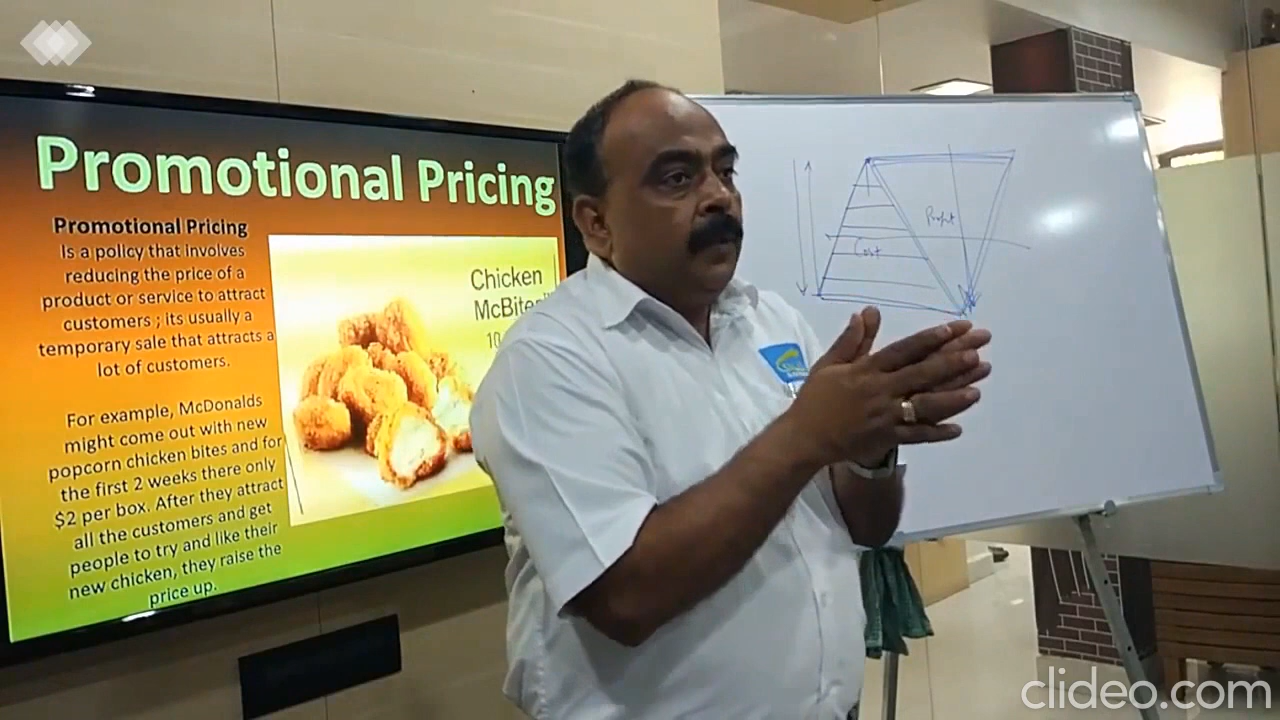 Promotional Pricing
Promotional Pricing
Is a policy that involves
reducing the price of a
product or service to attract
customers ; its usually a
temporary sale that attracts a
lot of customers.
For example, McDonalds
might come out with new
popcorn chicken bites and for
the first 2 weeks there only
$2 per box. After they attract
all the customers and get
people to try and like their
new chicken, they raise the
price up.
Chicken
McBites
10
Profit
Cost
clideo.com